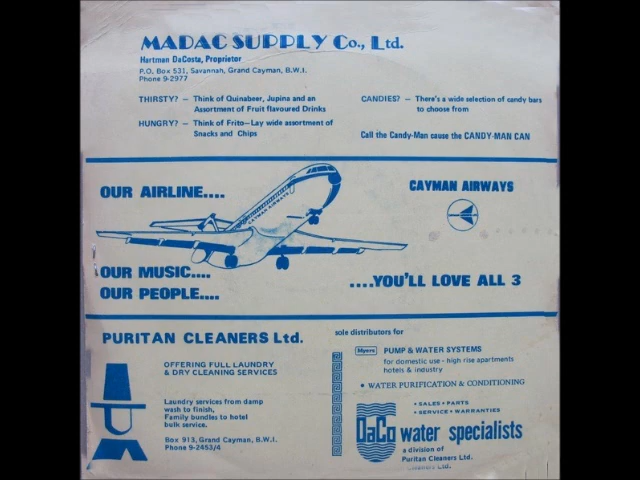 MADAC SUPPLY Co., Ltd.
Hartman DaCosta, Proprietor
P.O. Box 531, Savannah, Grand Cayman, B.W.I.
Phone 9-2977
THIRSTY? — Think of Quinabeer, Jupina and an
Assortment of Fruit flavoured Drinks
HUNGRY? — Think of Frito-Lay wide assortment of
Snacks and Chips
CANDIES? — There's a wide selection of candy bars
to choose from
Call the Candy-Man cause the CANDY-MAN CAN
OUR AIRLINE....
CAYMAN AIRWAYS
CAYMAN AIRWAYS
OUR MUSIC....
OUR PEOPLE....
....YOU'LL LOVE ALL 3
PURITAN CLEANERS Ltd.
OFFERING FULL LAUNDRY
& DRY CLEANING SERVICES
Laundry services from damp
wash to finish,
Family bundles to hotel
bulk service.
Box 913, Grand Cayman, B.W.I.
Phone 9-2453/4
sole distributors for
Myers PUMP & WATER SYSTEMS
for domestic use - high rise apartments
hotels & industry
• WATER PURIFICATION & CONDITIONING
• SALES • PARTS
• SERVICE • WARRANTIES
DaCo water specialists
a division of
Puritan Cleaners Ltd.
Cleaners Ltd.